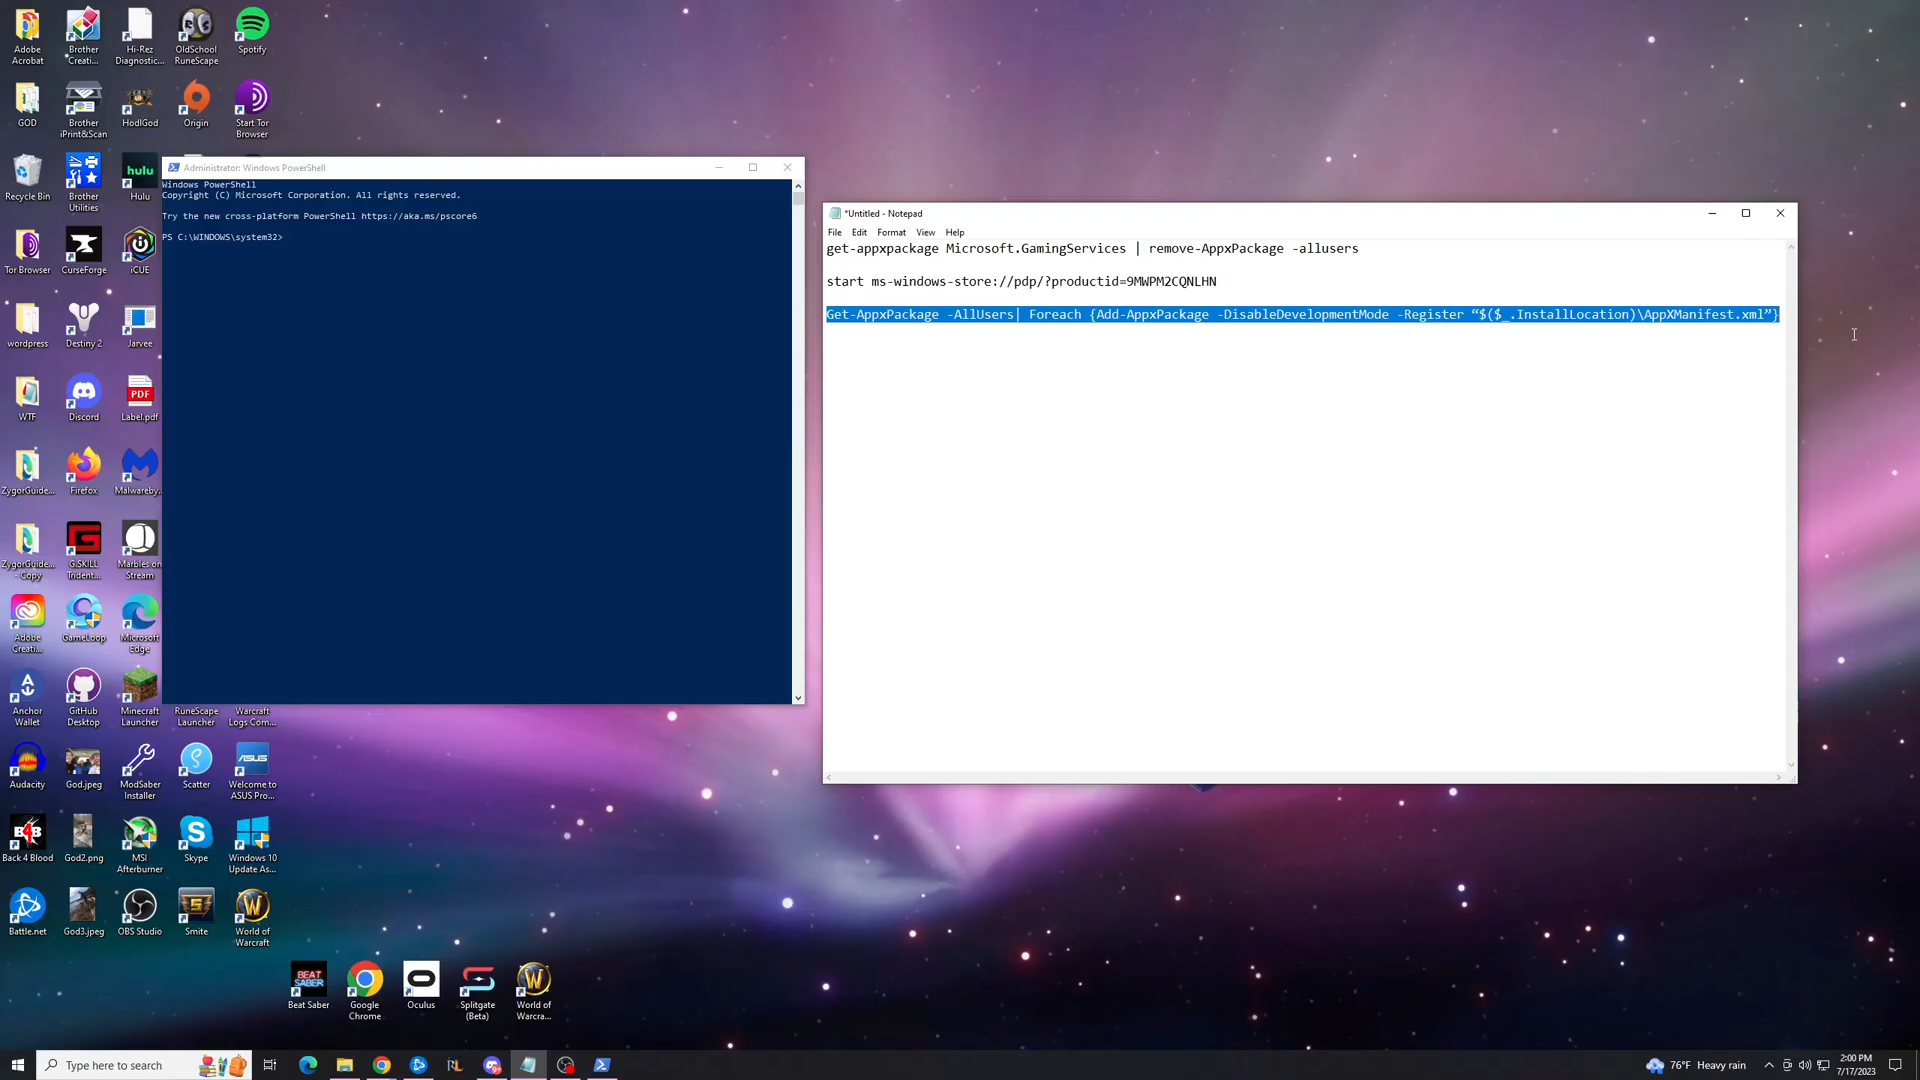 Adobe
Acrobat
Brother
Creati...
Hi-Rez
Diagnostic...
OldSchool
RuneScape
Spotify
GOD
Brother
iPrint&Scan
HodlGod
Origin
Start Tor
Browser
Recycle Bin
Brother
Utilities
hulu
Hulu
Tor Browser
CurseForge
iCUE
wordpress
Destiny 2
Jarvee
WTF
Discord
PDF
Label.pdf
ZygorGuide...
Firefox
Malwareby...
ZygorGuide...
- Copy
G.SKILL
Trident...
Marbles on
Stream
Adobe
Creati...
GameLoop
Microsoft
Edge
Anchor
Wallet
GitHub
Desktop
Minecraft
Launcher
RuneScape
Launcher
Warcraft
Logs Com...
Audacity
God.jpeg
ModSaber
Installer
Scatter
ASUS
Welcome to
ASUS Pro...
B4B
Back 4 Blood
God2.png
MSI
Afterburner
Skype
Windows 10
Update As...
Battle.net
God3.jpeg
OBS Studio
Smite
World of
Warcraft
BEAT
SABER
Beat Saber
Google
Chrome
Oculus
Splitgate
(Beta)
World of
Warcra...
Administrator: Windows PowerShell
Windows PowerShell
Copyright (C) Microsoft Corporation. All rights reserved.
Try the new cross-platform PowerShell https://aka.ms/pscore6
PS C:\WINDOWS\system32>
*Untitled - Notepad
File Edit Format View Help
get-appxpackage Microsoft.GamingServices | remove-AppxPackage -allusers
start ms-windows-store://pdp/?productid=9MWPM2CQNLHN
Get-AppxPackage -AllUsers| Foreach {Add-AppxPackage -DisableDevelopmentMode -Register “$($_.InstallLocation)\AppXManifest.xml”}
Type here to search
76°F Heavy rain
2:00 PM
7/17/2023